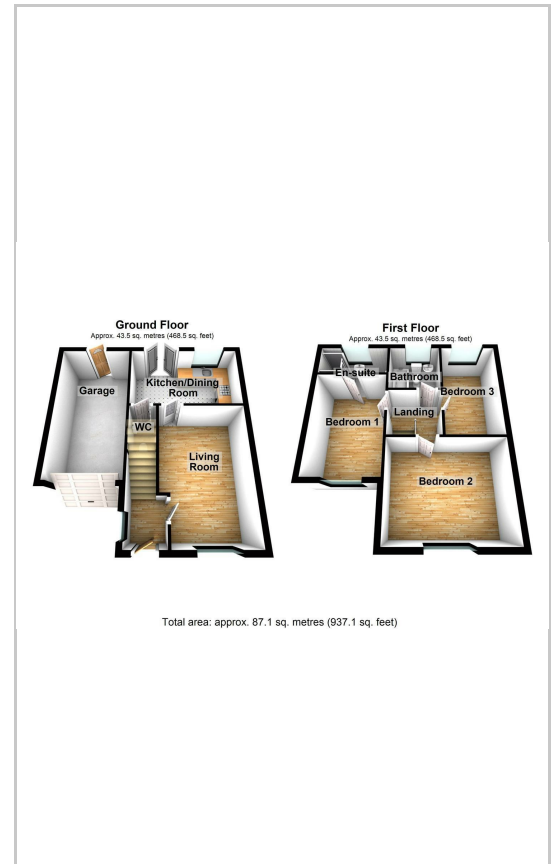 Ground Floor
Approx. 43.5 sq. metres (468.5 sq. feet)
Garage
Kitchen/Dining
Room
WC
Living
Room
First Floor
Approx. 43.5 sq. metres (468.5 sq. feet)
En-suite
Bathroom
Bedroom 3
Landing
Bedroom 1
Bedroom 2
Total area: approx. 87.1 sq. metres (937.1 sq. feet)